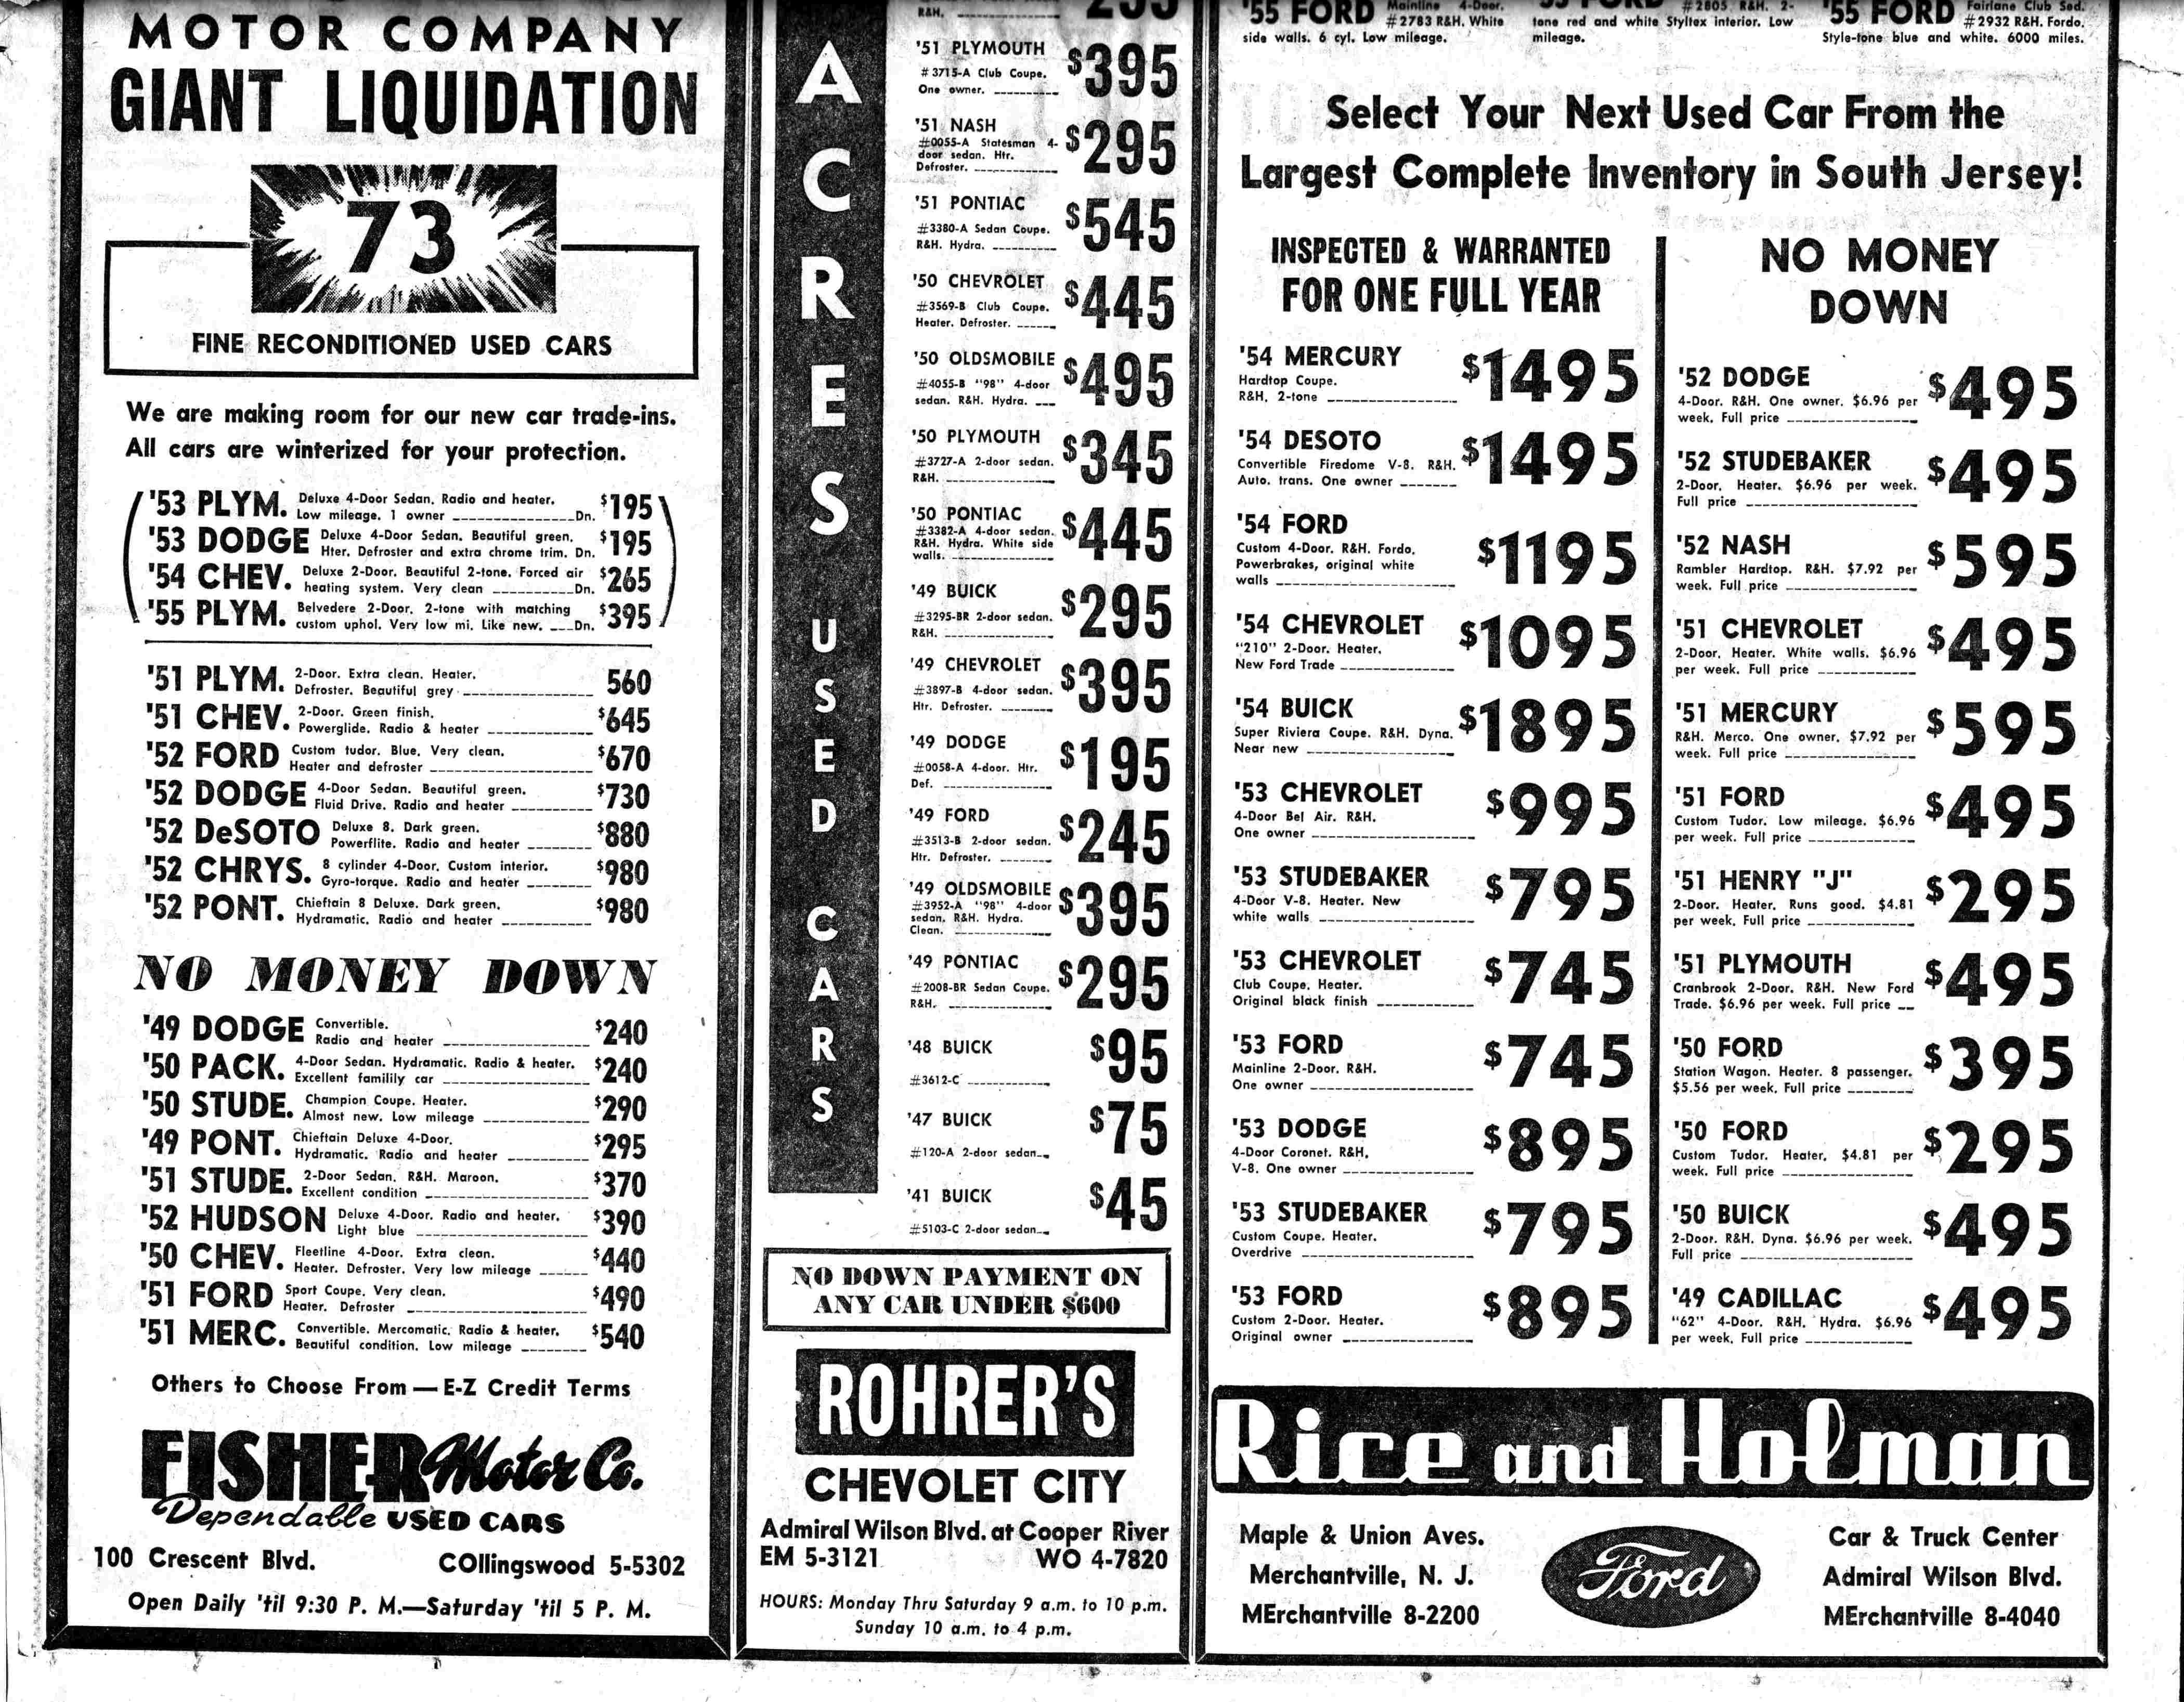 MOTOR COMPANY
GIANT LIQUIDATION
73
FINE RECONDITIONED USED CARS
We are making room for our new car trade-ins.
All cars are winterized for your protection.
'53 PLYM. Deluxe 4-Door Sedan. Radio and heater.
Low mileage. 1 owner Dn. $195
'53 DODGE Deluxe 4-Door Sedan. Beautiful green.
Hter. Defroster and extra chrome trim. Dn. $195
'54 CHEV. Deluxe 2-Door. Beautiful 2-tone. Forced air
heating system. Very clean Dn. $265
'55 PLYM. Belvedere 2-Door. 2-tone with matching
custom uphol. Very low mi. Like new. Dn. $395
'51 PLYM. 2-Door. Extra clean. Heater.
Defroster. Beautiful grey 560
'51 CHEV. 2-Door. Green finish.
Powerglide. Radio & heater $645
'52 FORD Custom tudor. Blue. Very clean.
Heater and defroster $670
'52 DODGE 4-Door Sedan. Beautiful green.
Fluid Drive. Radio and heater $730
'52 DeSOTO Deluxe 8. Dark green.
Powerflite. Radio and heater $880
'52 CHRYS. 8 cylinder 4-Door. Custom interior.
Gyro-torque. Radio and heater $980
'52 PONT. Chieftain 8 Deluxe. Dark green.
Hydramatic. Radio and heater $980
NO MONEY DOWN
'49 DODGE Convertible.
Radio and heater $240
'50 PACK. 4-Door Sedan. Hydramatic. Radio & heater.
Excellent familily car $240
'50 STUDE. Champion Coupe. Heater.
Almost new. Low mileage $290
'49 PONT. Chieftain Deluxe 4-Door.
Hydramatic. Radio and heater $295
'51 STUDE. 2-Door Sedan. R&H. Maroon.
Excellent condition $370
'52 HUDSON Deluxe 4-Door. Radio and heater.
Light blue $390
'50 CHEV. Fleetline 4-Door. Extra clean.
Heater. Defroster. Very low mileage $440
'51 FORD Sport Coupe. Very clean.
Heater. Defroster $490
'51 MERC. Convertible. Mercomatic. Radio & heater.
Beautiful condition. Low mileage $540
Others to Choose From — E-Z Credit Terms
FISHER Motor Co.
Dependable USED CARS
100 Crescent Blvd. COllingswood 5-5302
Open Daily 'til 9:30 P. M.—Saturday 'til 5 P. M.
ACRES USED CARS
R&H.
'51 PLYMOUTH
#3715-A Club Coupe.
One owner. $395
'51 NASH
#0055-A Statesman 4-
door sedan. Htr.
Defroster. $295
'51 PONTIAC
#3380-A Sedan Coupe.
R&H. Hydra. $545
'50 CHEVROLET
#3569-B Club Coupe.
Heater. Defroster. $445
'50 OLDSMOBILE
#4055-B "98" 4-door
sedan. R&H. Hydra. $495
'50 PLYMOUTH
#3727-A 2-door sedan.
R&H. $345
'50 PONTIAC
#3382-A 4-door sedan.
R&H. Hydra. White side
walls. $445
'49 BUICK
#3295-BR 2-door sedan.
R&H. $295
'49 CHEVROLET
#3897-B 4-door sedan.
Htr. Defroster. $395
'49 DODGE
#0058-A 4-door. Htr.
Def. $195
'49 FORD
#3513-B 2-door sedan.
Htr. Defroster. $245
'49 OLDSMOBILE
#3952-A "98" 4-door
sedan. R&H. Hydra.
Clean. $395
'49 PONTIAC
#2008-BR Sedan Coupe.
R&H. $295
'48 BUICK
#3612-C $95
'47 BUICK
#120-A 2-door sedan $75
'41 BUICK
#5103-C 2-door sedan $45
NO DOWN PAYMENT ON
ANY CAR UNDER $600
ROHRER'S
CHEVOLET CITY
Admiral Wilson Blvd. at Cooper River
EM 5-3121 WO 4-7820
HOURS: Monday Thru Saturday 9 a.m. to 10 p.m.
Sunday 10 a.m. to 4 p.m.
'55 FORD Mainline 4-Door.
#2783 R&H. White
side walls. 6 cyl. Low mileage.
#2805 R&H. 2-
tone red and white Styltex interior. Low
mileage.
'55 FORD Fairlane Club Sed.
#2932 R&H. Fordo.
Style-tone blue and white. 6000 miles.
Select Your Next Used Car From the
Largest Complete Inventory in South Jersey!
INSPECTED & WARRANTED
FOR ONE FULL YEAR
'54 MERCURY
Hardtop Coupe.
R&H, 2-tone $1495
'54 DESOTO
Convertible Firedome V-8. R&H.
Auto. trans. One owner $1495
'54 FORD
Custom 4-Door. R&H. Fordo.
Powerbrakes, original white
walls $1195
'54 CHEVROLET
"210" 2-Door. Heater.
New Ford Trade $1095
'54 BUICK
Super Riviera Coupe. R&H. Dyna.
Near new $1895
'53 CHEVROLET
4-Door Bel Air. R&H.
One owner $995
'53 STUDEBAKER
4-Door V-8. Heater. New
white walls $795
'53 CHEVROLET
Club Coupe. Heater.
Original black finish $745
'53 FORD
Mainline 2-Door. R&H.
One owner $745
'53 DODGE
4-Door Coronet. R&H.
V-8. One owner $895
'53 STUDEBAKER
Custom Coupe. Heater.
Overdrive $795
'53 FORD
Custom 2-Door. Heater.
Original owner $895
NO MONEY
DOWN
'52 DODGE
4-Door. R&H. One owner. $6.96 per
week. Full price $495
'52 STUDEBAKER
2-Door. Heater. $6.96 per week.
Full price $495
'52 NASH
Rambler Hardtop. R&H. $7.92 per
week. Full price $595
'51 CHEVROLET
2-Door. Heater. White walls. $6.96
per week. Full price $495
'51 MERCURY
R&H. Merco. One owner. $7.92 per
week. Full price $595
'51 FORD
Custom Tudor. Low mileage. $6.96
per week. Full price $495
'51 HENRY "J"
2-Door. Heater. Runs good. $4.81
per week. Full price $295
'51 PLYMOUTH
Cranbrook 2-Door. R&H. New Ford
Trade. $6.96 per week. Full price $495
'50 FORD
Station Wagon. Heater. 8 passenger.
$5.56 per week. Full price $395
'50 FORD
Custom Tudor. Heater. $4.81 per
week. Full price $295
'50 BUICK
2-Door. R&H. Dyna. $6.96 per week.
Full price $495
'49 CADILLAC
"62" 4-Door. R&H. Hydra. $6.96
per week. Full price $495
Rice and Holman
Maple & Union Aves.
Merchantville, N. J.
MErchantville 8-2200
Ford
Car & Truck Center
Admiral Wilson Blvd.
MErchantville 8-4040